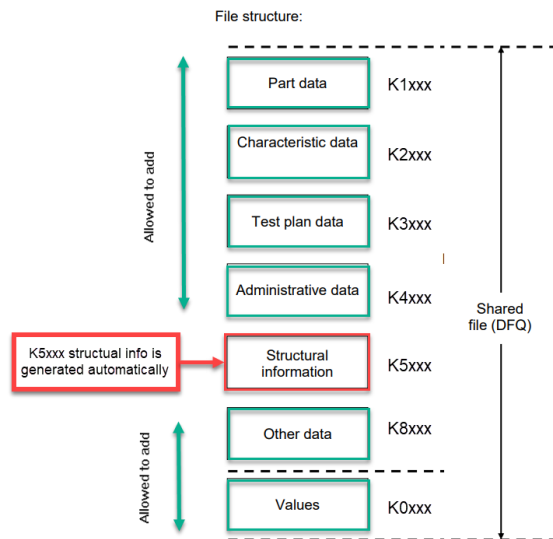 File structure:
Part data
K1xxx
Characteristic data
K2xxx
Test plan data
K3xxx
Administrative data
K4xxx
Allowed to add
Shared
file (DFQ)
K5xxx structual info is
generated automatically
Structural
information
K5xxx
Other data
K8xxx
Values
K0xxx
Allowed to add